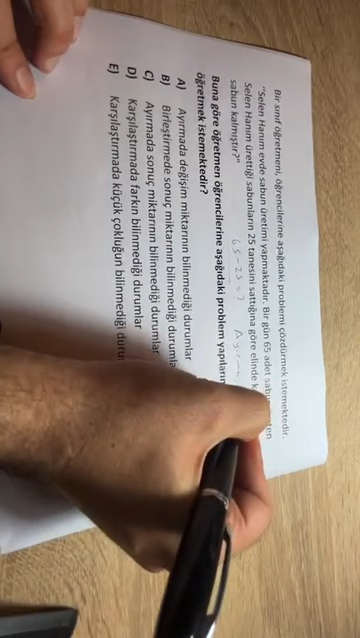 Bir sınıf öğretmeni, öğrencilerine aşağıdaki problemi çözdürmek istemektedir.
"Selen Hanım evde sabun üretimi yapmaktadır. Bir gün 65 adet
Selen Hanım ürettiği sabunların 25 tanesini sattığına göre elinde
sabun kalmıştır?"
65-25=?
Buna göre öğretmen öğrencilerine aşağıdaki problem
öğretmek istemektedir?
A) Ayırmada değişim miktarının bilinmediği durumlar
B) Birleştirmede sonuç miktarının bilinmediği
C) Ayırmada sonuç miktarının bilinmediği durumlar
D) Karşılaştırmada farkın bilinmediği durumlar
E) Karşılaştırmada küçük çokluğun bilinmediği